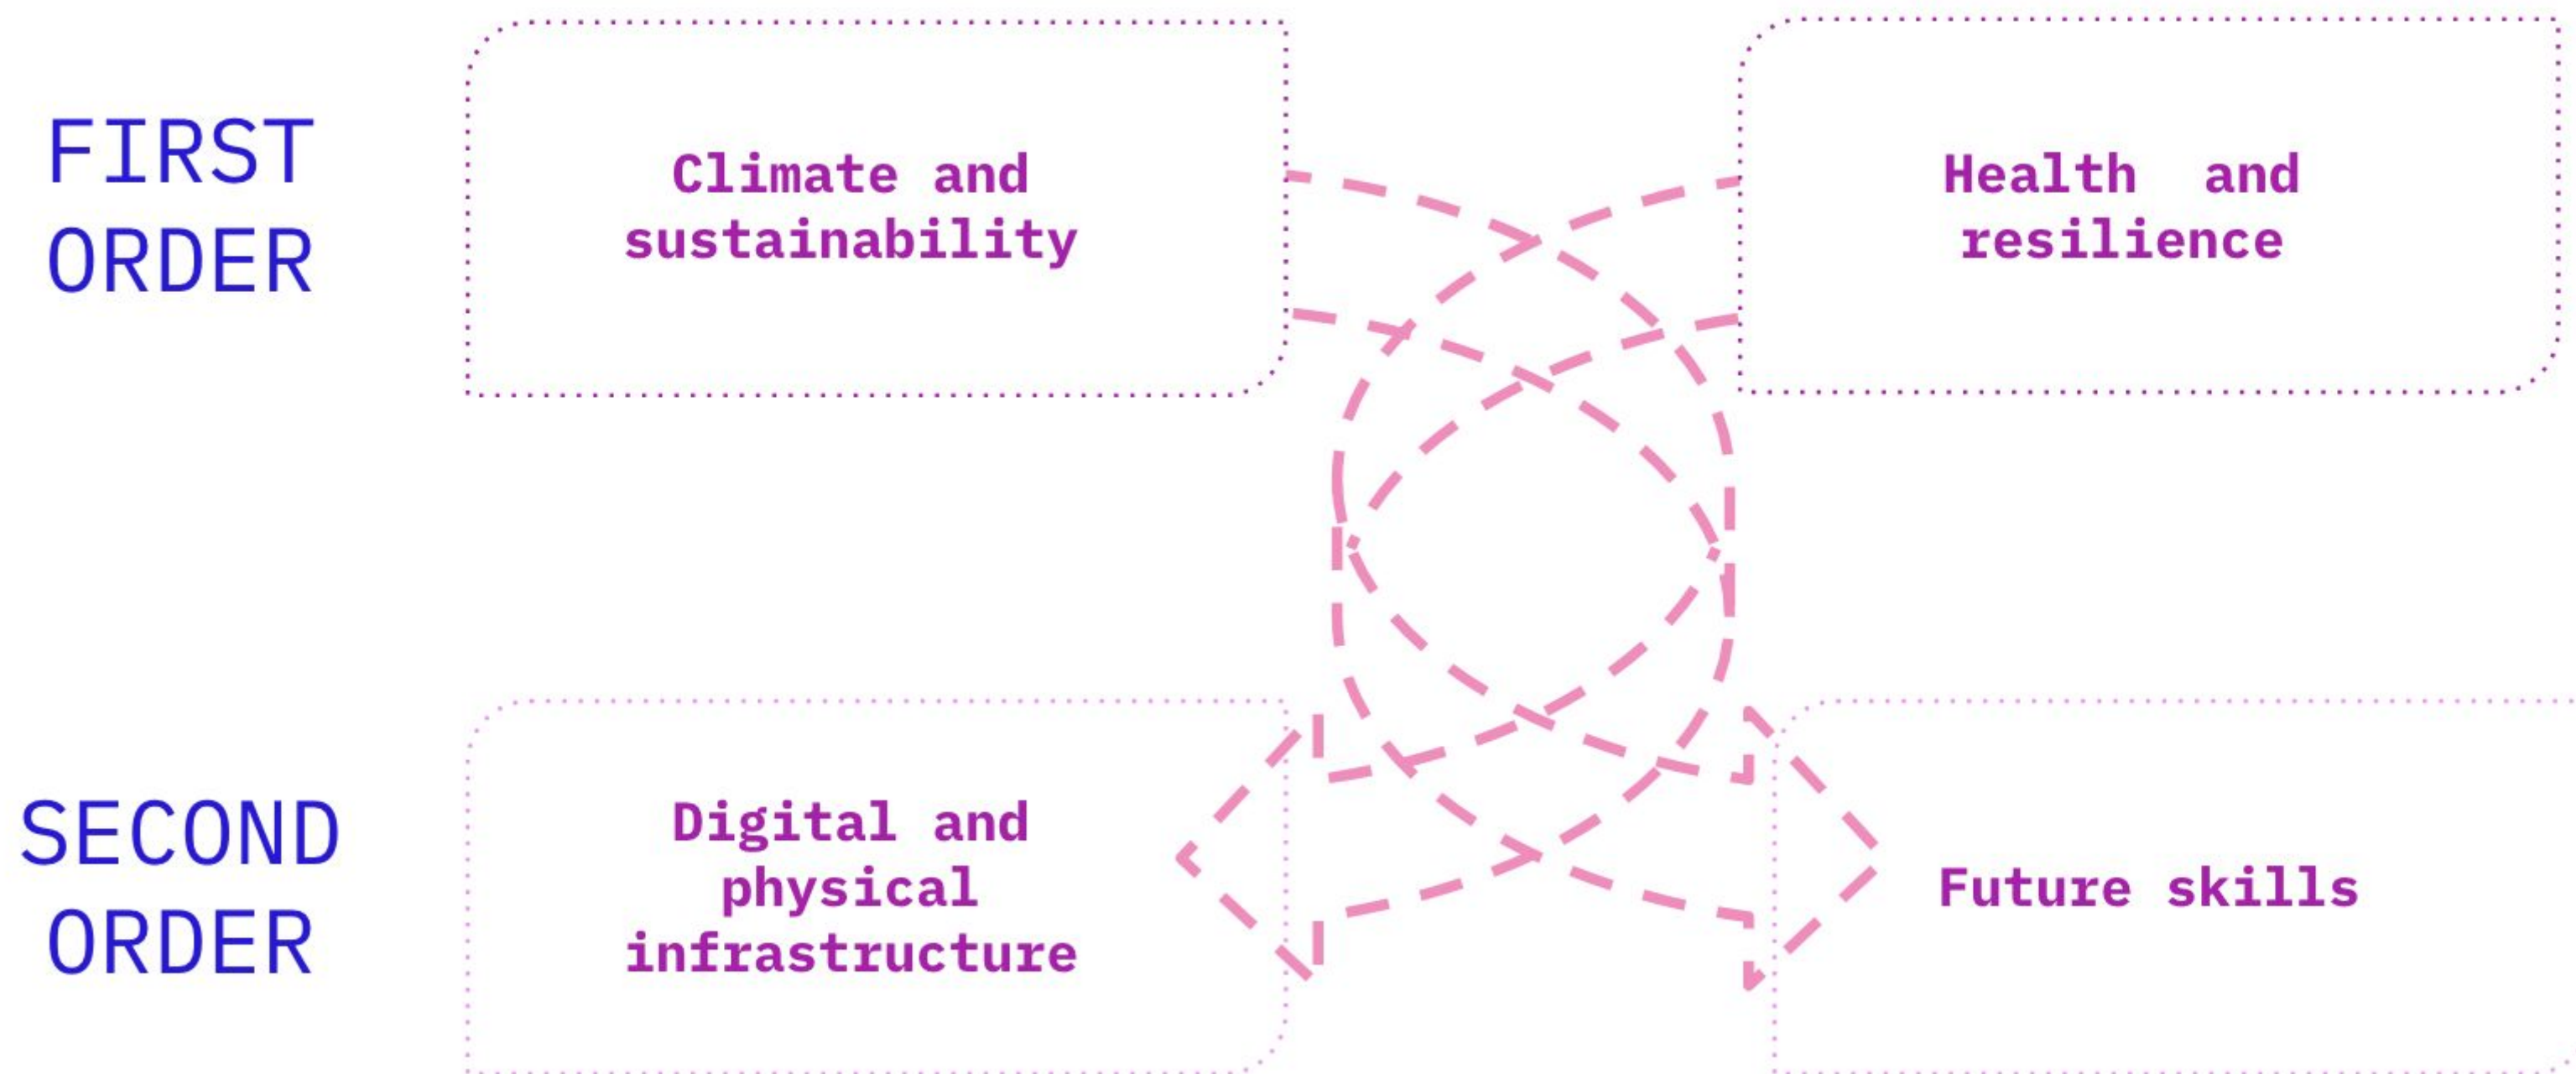 FIRST
ORDER
Climate and
sustainability
Health and
resilience
SECOND
ORDER
Digital and
physical
infrastructure
Future skills